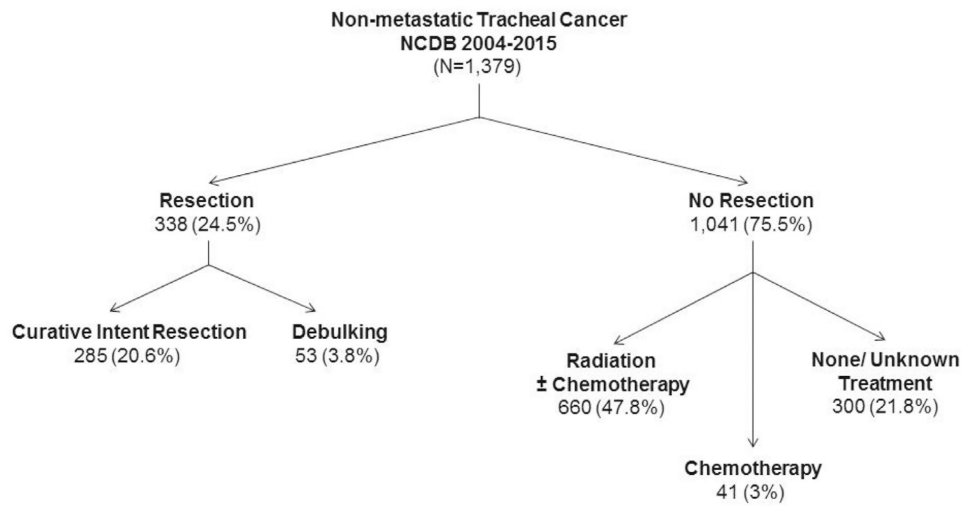 Non-metastatic Tracheal Cancer
NCDB 2004-2015
(N=1,379)
Resection
338 (24.5%)
No Resection
1,041 (75.5%)
Curative Intent Resection
285 (20.6%)
Debulking
53 (3.8%)
Radiation
± Chemotherapy
660 (47.8%)
None/ Unknown
Treatment
300 (21.8%)
Chemotherapy
41 (3%)